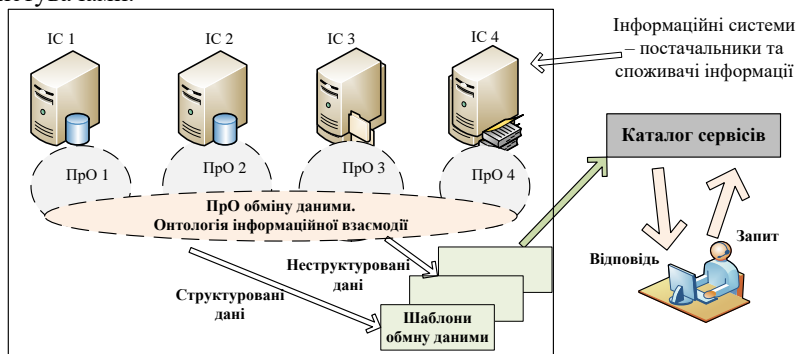 ІС 1
ІС 2
ІС 3
ІС 4
Інформаційні системи
– постачальники та
споживачі інформації
Каталог сервісів
ПрО 1
ПрО 2
ПрО 3
ПрО 4
ПрО обміну даними.
Онтологія інформаційної взаємодії
Неструктуровані
дані
Структуровані
дані
Шаблони
обмну даними
Відповідь
Запит